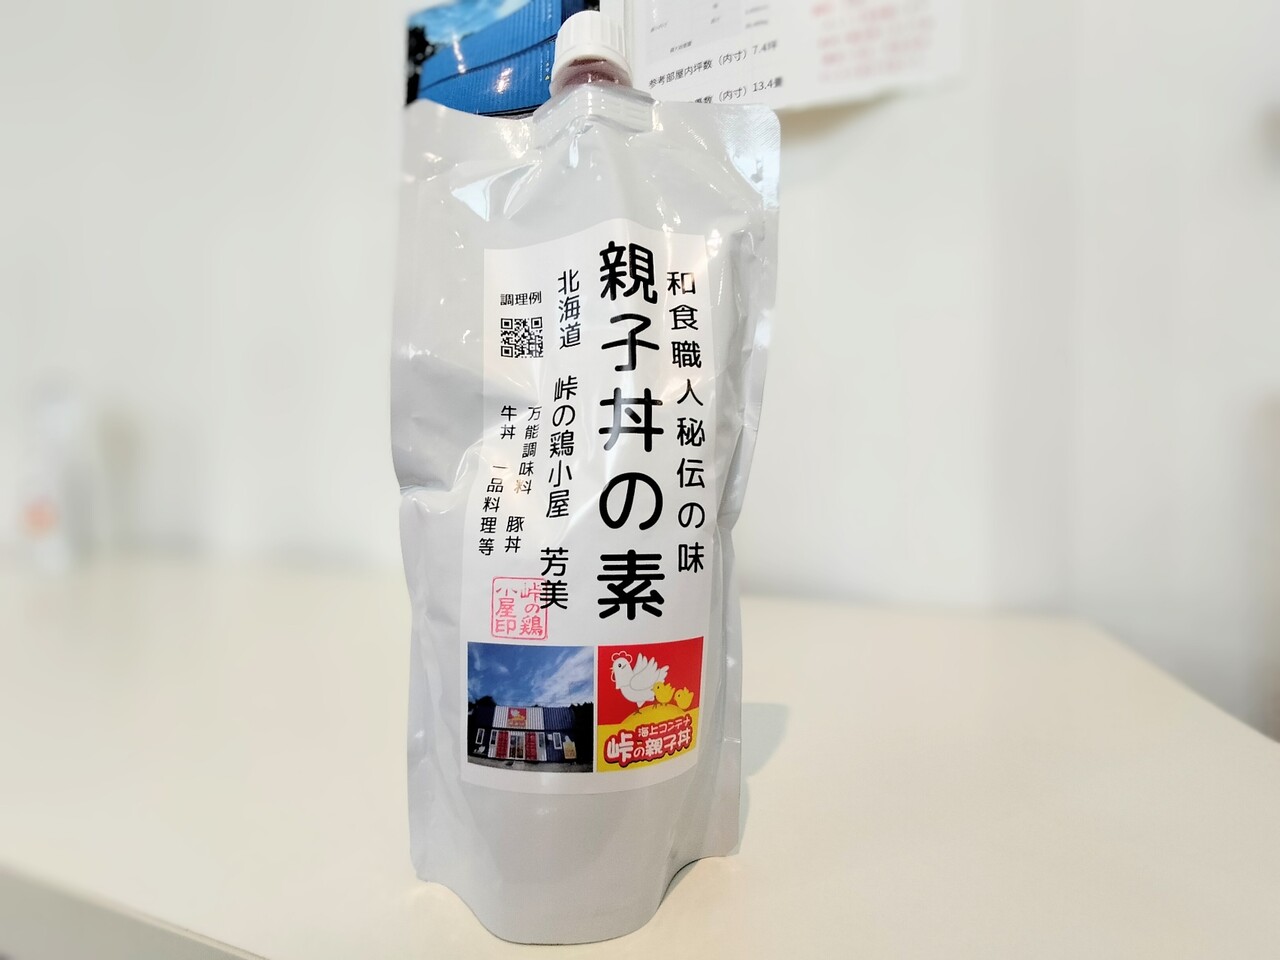 参考部屋内坪数（内寸）7.4坪
数（内寸）13.4畳
和食職人秘伝の味
親子丼の素
北海道 峠の鶏小屋 芳美
調理例
万能調味料 豚丼
牛丼 一品料理等
峠の鶏
小屋印
海上コンテナ
峠の親子丼